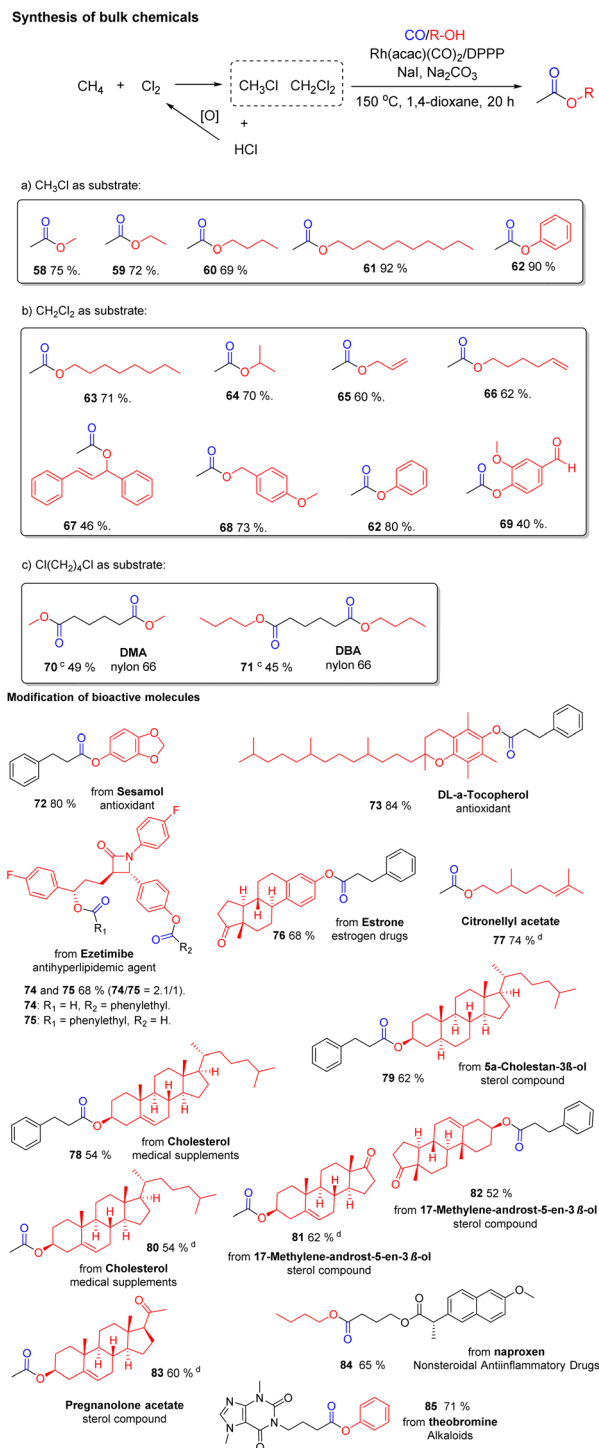 Synthesis of bulk chemicals
CO/R-OH
Rh(acac)(CO)2/DPPP
NaI, Na2CO3
CH4 + Cl2
CH3Cl CH2Cl2
150 ºC, 1,4-dioxane, 20 h
O
O R
[O]
+
HCl
a) CH3Cl as substrate:
O O O O O
O O O O O
58 75 %. 59 72 %. 60 69 % 61 92 % 62 90 %
b) CH2Cl2 as substrate:
O O O O
O O O O
63 71 %. 64 70 %. 65 60 %. 66 62 %.
O O O O O
O O O O O H
O
67 46 %. 68 73 %. 62 80 %. 69 40 %.
c) Cl(CH2)4Cl as substrate:
O O O O
O O O O
DMA DBA
70 c 49 % nylon 66 71 c 45 % nylon 66
Modification of bioactive molecules
O O
O O
O O
O O
from Sesamol
antioxidant
72 80 %
DL-a-Tocopherol
antioxidant
73 84 %
F
O N
F
O O
O O
R1 R2
from Ezetimibe
antihyperlipidemic agent
74 and 75 68 % (74/75 = 2.1/1).
74: R1 = H, R2 = phenylethyl.
75: R1 = phenylethyl, R2 = H.
O
O
H
H H
O
76 68 % from Estrone
estrogen drugs
O
O
Citronellyl acetate
77 74 % d
H
H
H H
O
O H
79 62 % from 5a-Cholestan-3ß-ol
sterol compound
H
H
H H
O
O
from Cholesterol
78 54 % medical supplements
H O
H H O
O
82 52 %
from 17-Methylene-androst-5-en-3 ß-ol
sterol compound
H
H
H H
O
O
80 54 % d
from Cholesterol
medical supplements
O
H
H H
O
O
81 62 % d
from 17-Methylene-androst-5-en-3 ß-ol
sterol compound
O
H
H H
O
O
83 60 % d
Pregnanolone acetate
sterol compound
O O
O O
O
from naproxen
84 65 % Nonsteroidal Antiinflammatory Drugs
O O
N N
N N O
O
85 71 %
from theobromine
Alkaloids